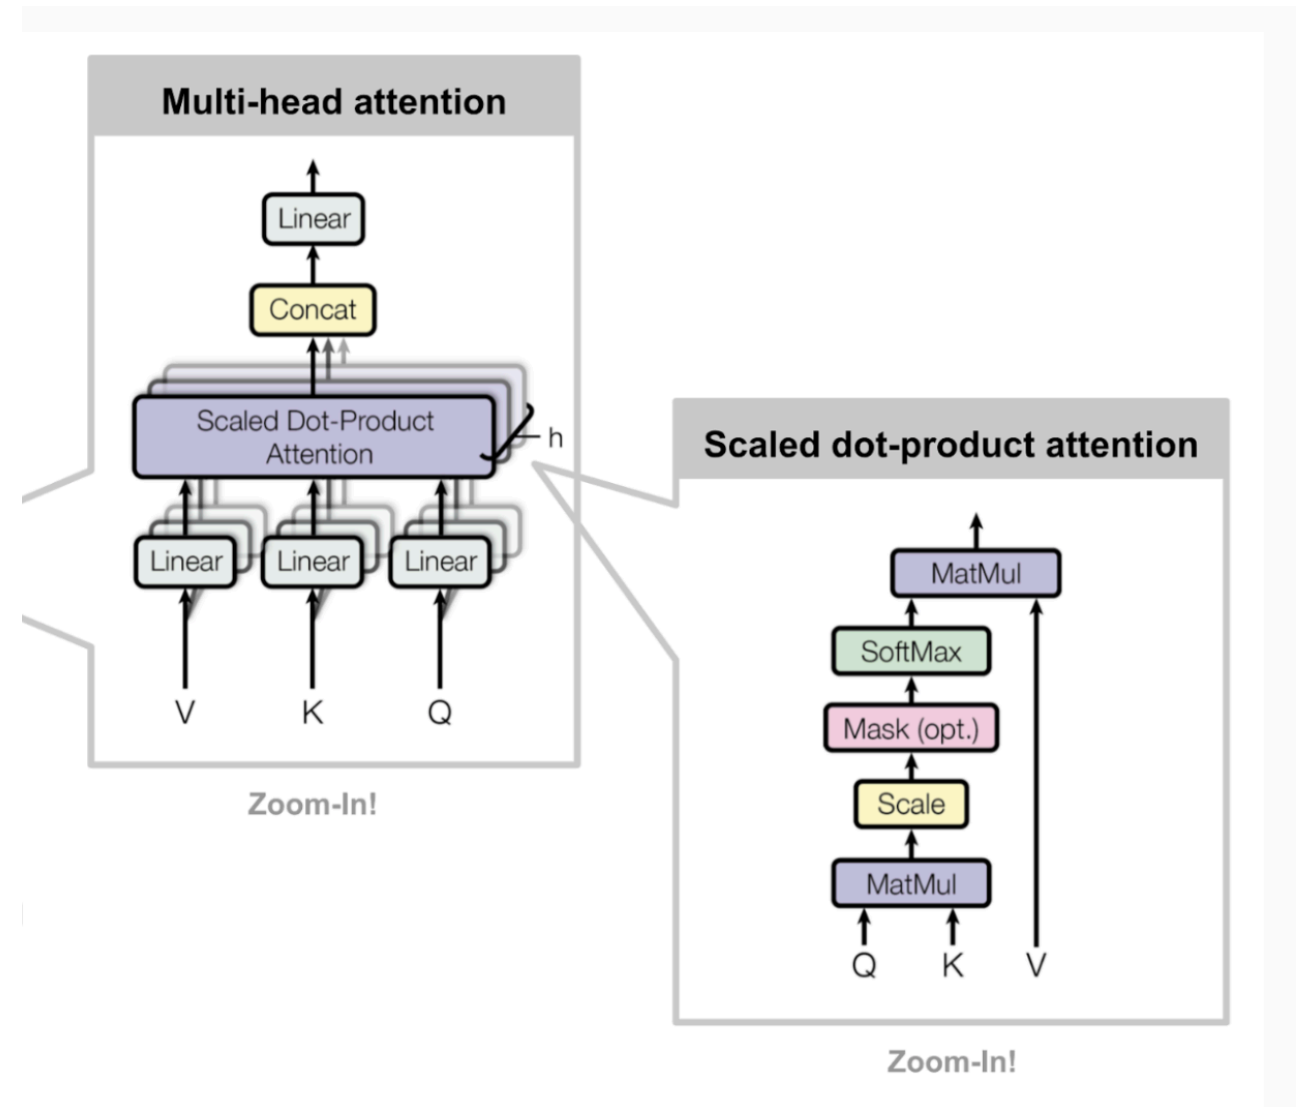 Multi-head attention
Linear
Concat
Scaled Dot-Product
Attention
h
Linear
Linear
Linear
V
K
Q
Zoom-In!
Scaled dot-product attention
MatMul
SoftMax
Mask (opt.)
Scale
MatMul
Q
K
V
Zoom-In!